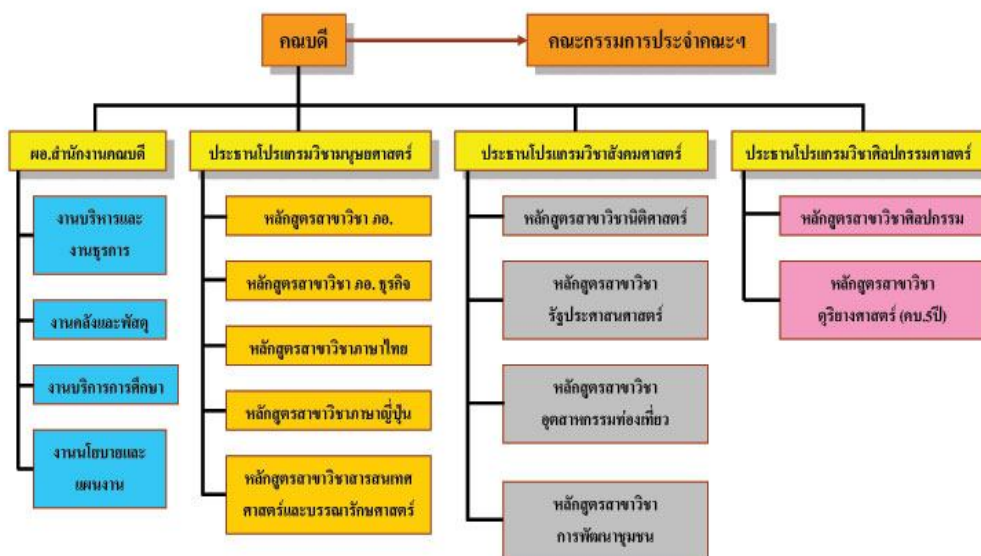 คณบดี
คณะกรรมการประจำคณะฯ
ผอ.สำนักงานคณบดี
ประธานโปรแกรมวิชามนุษยศาสตร์
ประธานโปรแกรมวิชาสังคมศาสตร์
ประธานโปรแกรมวิชาศิลปกรรมศาสตร์
งานบริหารและ
งานธุรการ
งานคลังและพัสดุ
งานบริการการศึกษา
งานนโยบายและ
แผนงาน
หลักสูตรสาขาวิชา ภอ.
หลักสูตรสาขาวิชา ภอ. ธุรกิจ
หลักสูตรสาขาวิชาภาษาไทย
หลักสูตรสาขาวิชาภาษาญี่ปุ่น
หลักสูตรสาขาวิชาสารสนเทศ
ศาสตร์และบรรณารักษศาสตร์
หลักสูตรสาขาวิชานิติศาสตร์
หลักสูตรสาขาวิชา
รัฐประศาสนศาสตร์
หลักสูตรสาขาวิชา
อุตสาหกรรมท่องเที่ยว
หลักสูตรสาขาวิชา
การพัฒนาชุมชน
หลักสูตรสาขาวิชาศิลปกรรม
หลักสูตรสาขาวิชา
ดุริยางศาสตร์ (คบ.5ปี)